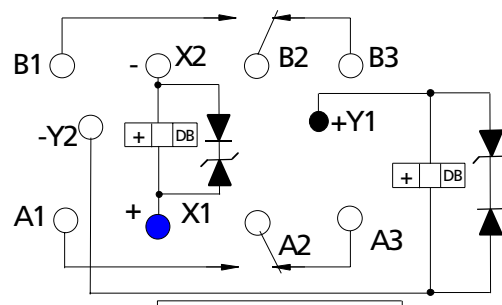 B1
- X2
B2
B3
-Y2
+ DB
+Y1
+ DB
A1
+ X1
A2
A3